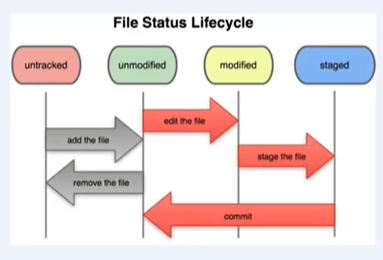 File Status Lifecycle
untracked
unmodified
modified
staged
edit the file
add the file
stage the file
remove the file
commit